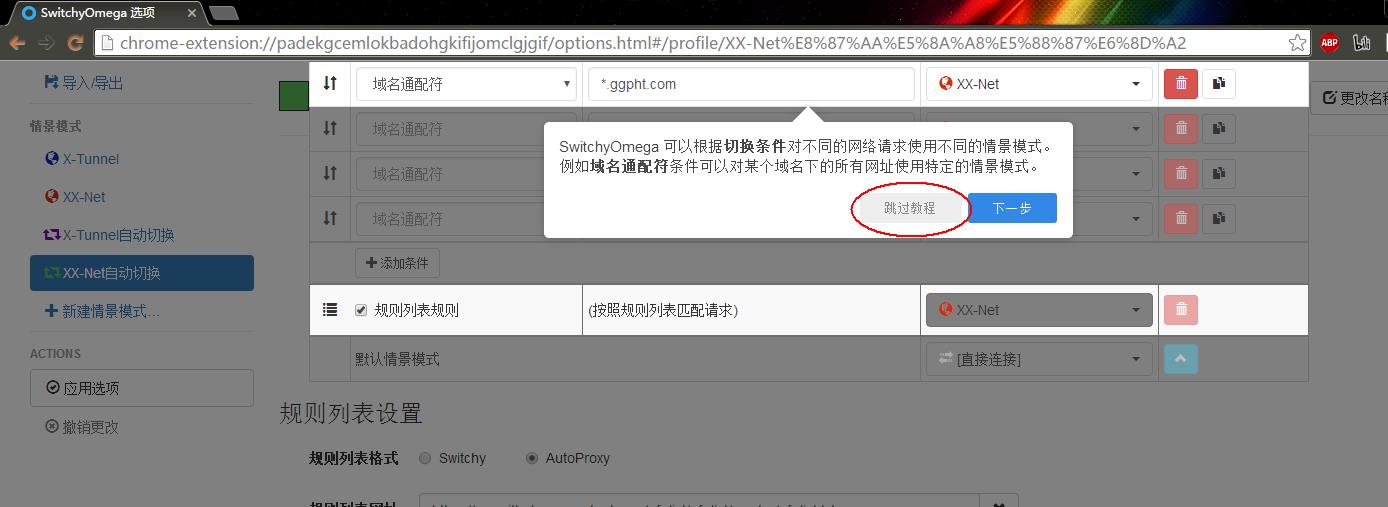 SwitchyOmega 选项
chrome-extension://padekgcemlokbadohgkifijomclgjgif/options.html#/profile/XX-Net%E8%87%AA%E5%8A%A8%E5%88%87%E6%8D%A2
ABP
导入/导出
域名通配符 *.ggpht.com XX-Net
更改名称
情景模式
域名通配符
X-Tunnel
SwitchyOmega 可以根据切换条件对不同的网络请求使用不同的情景模式。
例如域名通配符条件可以对某个域名下的所有网址使用特定的情景模式。
域名通配符
XX-Net
跳过教程 下一步
域名通配符
X-Tunnel自动切换
XX-Net自动切换
添加条件
新建情景模式...
规则列表规则 (按照规则列表匹配请求) XX-Net
ACTIONS
默认情景模式 [直接连接]
应用选项
规则列表设置
撤销更改
规则列表格式 Switchy AutoProxy
规则列表网址